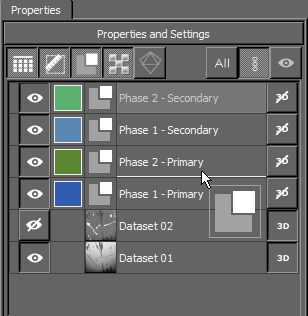 Properties
Properties and Settings
All
Phase 2 - Secondary
Phase 1 - Secondary
Phase 2 - Primary
Phase 1 - Primary
Dataset 02 3D
Dataset 01 3D